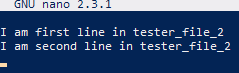 GNU nano 2.3.1
I am first line in tester_file_2
I am second line in tester_file_2